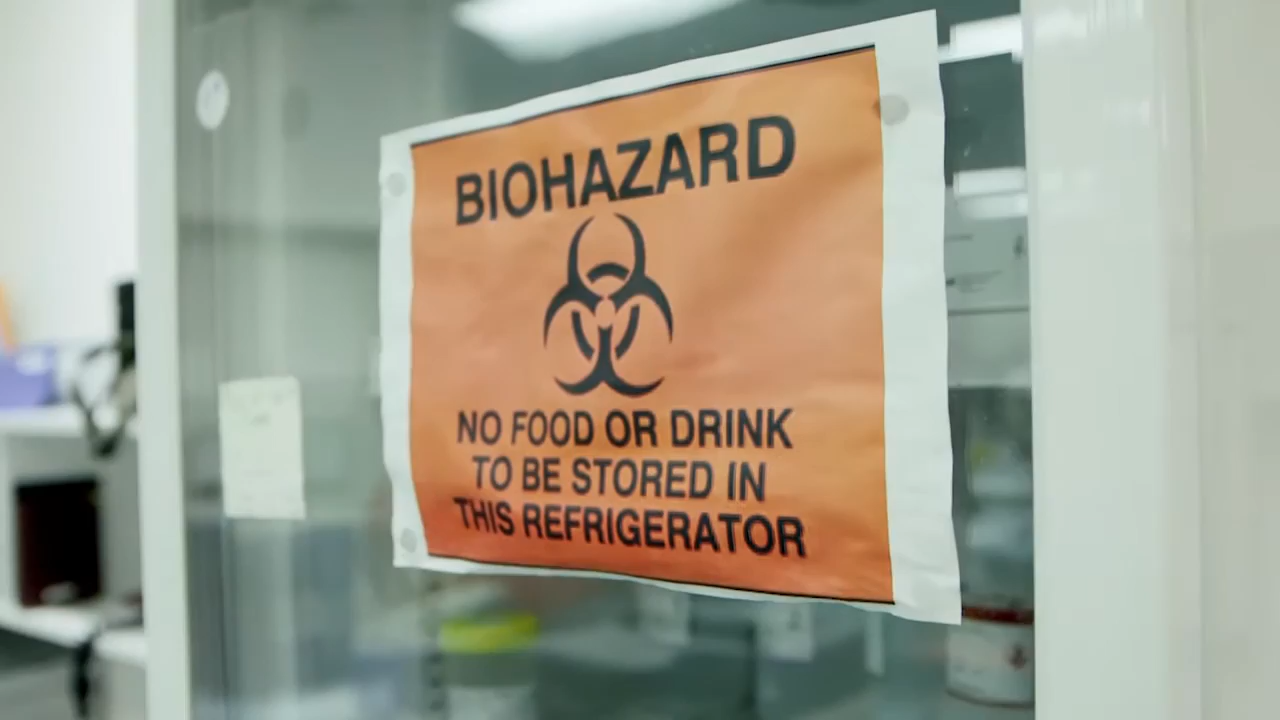 BIOHAZARD
NO FOOD OR DRINK
TO BE STORED IN
THIS REFRIGERATOR